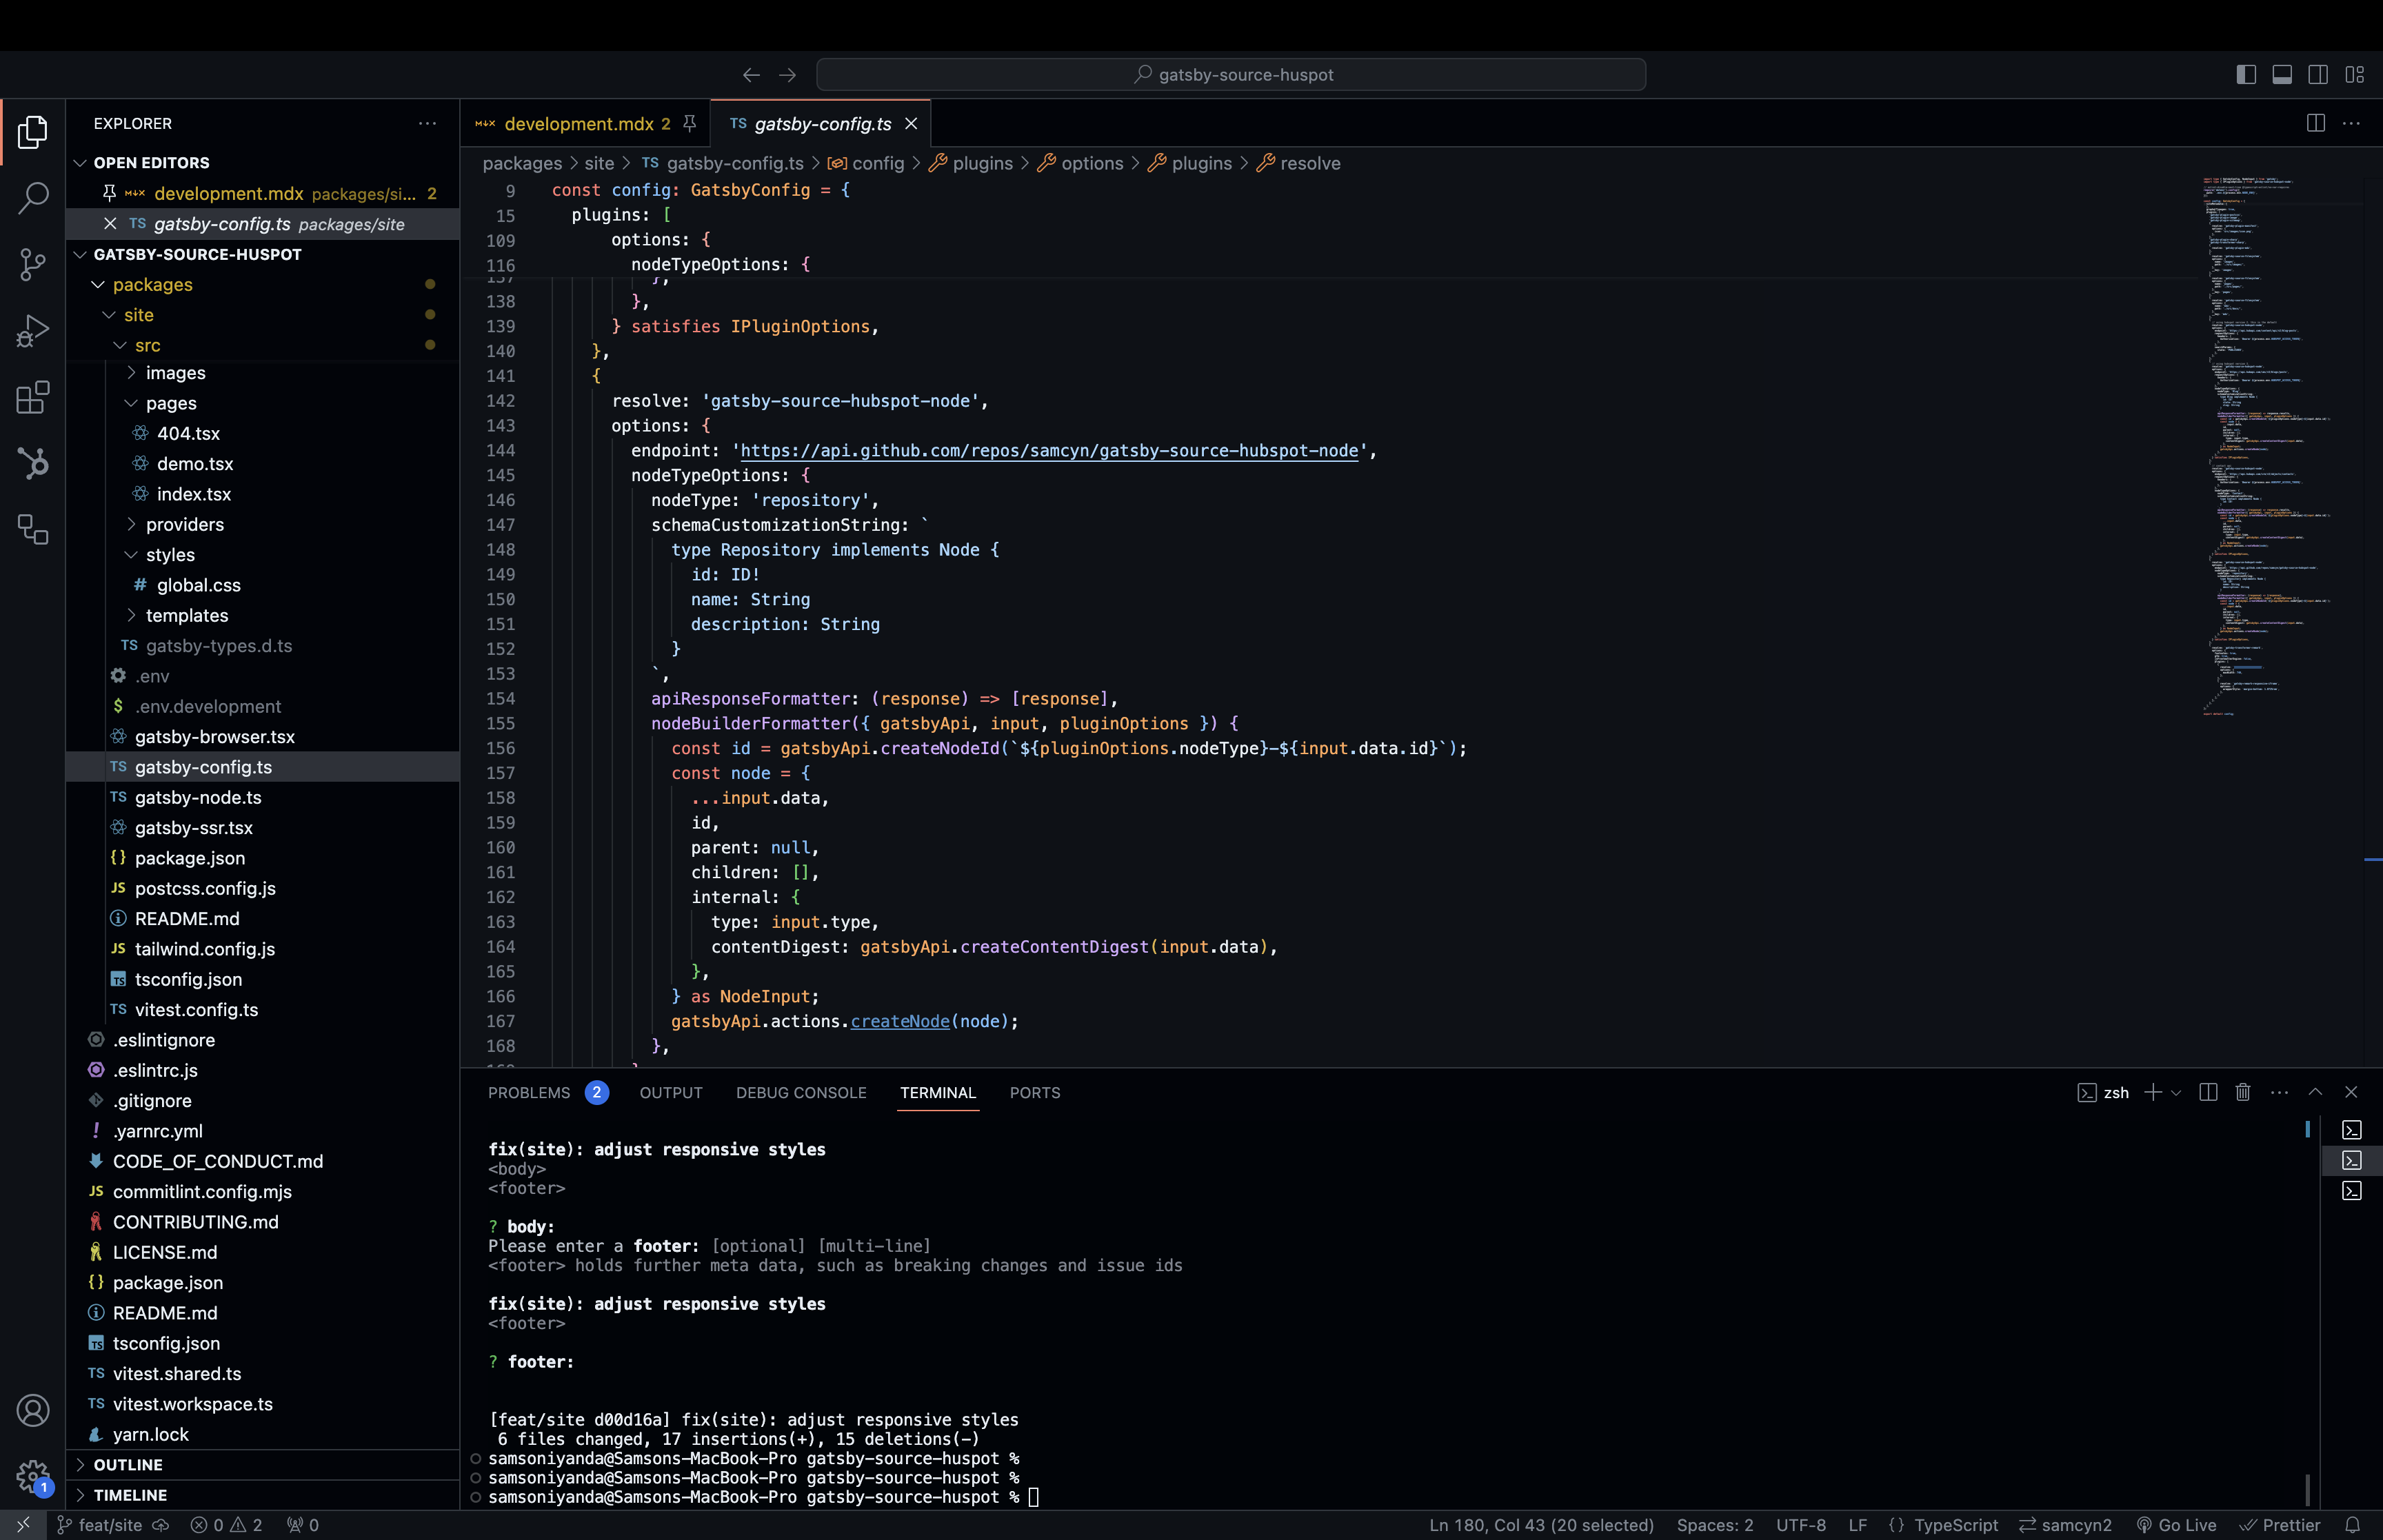 gatsby-source-huspot
EXPLORER
OPEN EDITORS
development.mdx packages/si... 2
gatsby-config.ts packages/site
GATSBY-SOURCE-HUSPOT
packages
site
src
images
pages
404.tsx
demo.tsx
index.tsx
providers
styles
# global.css
templates
TS gatsby-types.d.ts
.env
$ .env.development
gatsby-browser.tsx
TS gatsby-config.ts
TS gatsby-node.ts
gatsby-ssr.tsx
{} package.json
JS postcss.config.js
README.md
JS tailwind.config.js
TS tsconfig.json
TS vitest.config.ts
.eslintignore
.eslintrc.js
.gitignore
! .yarnrc.yml
CODE_OF_CONDUCT.md
JS commitlint.config.mjs
CONTRIBUTING.md
LICENSE.md
{} package.json
README.md
TS tsconfig.json
TS vitest.shared.ts
TS vitest.workspace.ts
yarn.lock
OUTLINE
TIMELINE
development.mdx 2
TS gatsby-config.ts
packages > site > TS gatsby-config.ts > config > plugins > options > plugins > resolve
9 const config: GatsbyConfig = {
15 plugins: [
109 options: {
116 nodeTypeOptions: {
137 },
138 },
139 } satisfies IPluginOptions,
140 },
141 {
142 resolve: 'gatsby-source-hubspot-node',
143 options: {
144 endpoint: 'https://api.github.com/repos/samcyn/gatsby-source-hubspot-node',
145 nodeTypeOptions: {
146 nodeType: 'repository',
147 schemaCustomizationString: `
148 type Repository implements Node {
149 id: ID!
150 name: String
151 description: String
152 }
153 `,
154 apiResponseFormatter: (response) => [response],
155 nodeBuilderFormatter({ gatsbyApi, input, pluginOptions }) {
156 const id = gatsbyApi.createNodeId(`${pluginOptions.nodeType}-${input.data.id}`);
157 const node = {
158 ...input.data,
159 id,
160 parent: null,
161 children: [],
162 internal: {
163 type: input.type,
164 contentDigest: gatsbyApi.createContentDigest(input.data),
165 },
166 } as NodeInput;
167 gatsbyApi.actions.createNode(node);
168 },
PROBLEMS 2 OUTPUT DEBUG CONSOLE TERMINAL PORTS
zsh
fix(site): adjust responsive styles
<body>
<footer>
? body:
Please enter a footer: [optional] [multi-line]
<footer> holds further meta data, such as breaking changes and issue ids
fix(site): adjust responsive styles
<footer>
? footer:
[feat/site d00d16a] fix(site): adjust responsive styles
6 files changed, 17 insertions(+), 15 deletions(-)
samsoniyanda@Samsons-MacBook-Pro gatsby-source-huspot %
samsoniyanda@Samsons-MacBook-Pro gatsby-source-huspot %
samsoniyanda@Samsons-MacBook-Pro gatsby-source-huspot %
1
feat/site 0 2 0
Ln 180, Col 43 (20 selected) Spaces: 2 UTF-8 LF {} TypeScript samcyn2 Go Live Prettier